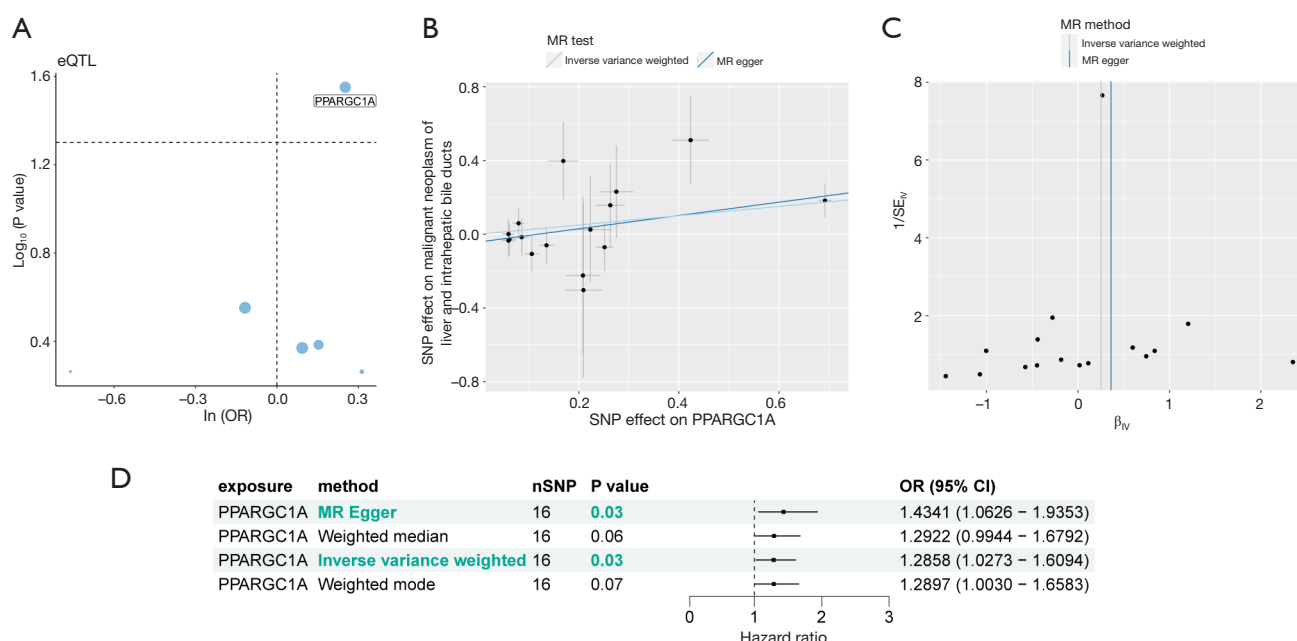 A
eQTL
1.6
1.2
0.8
0.4
Log₁₀ (P value)
PPARGC1A
−0.6
−0.3
0.0
0.3
ln (OR)
B
MR test
Inverse variance weighted
MR egger
0.8
0.4
0.0
−0.4
−0.8
SNP effect on malignant neoplasm of
liver and intrahepatic bile ducts
0.2
0.4
0.6
SNP effect on PPARGC1A
C
MR method
Inverse variance weighted
MR egger
8
6
4
2
1/SE_IV
−1
0
1
2
β_IV
D
exposure method nSNP P value OR (95% CI)
PPARGC1A MR Egger 16 0.03 1.4341 (1.0626 − 1.9353)
PPARGC1A Weighted median 16 0.06 1.2922 (0.9944 − 1.6792)
PPARGC1A Inverse variance weighted 16 0.03 1.2858 (1.0273 − 1.6094)
PPARGC1A Weighted mode 16 0.07 1.2897 (1.0030 − 1.6583)
0 1 2 3
Hazard ratio